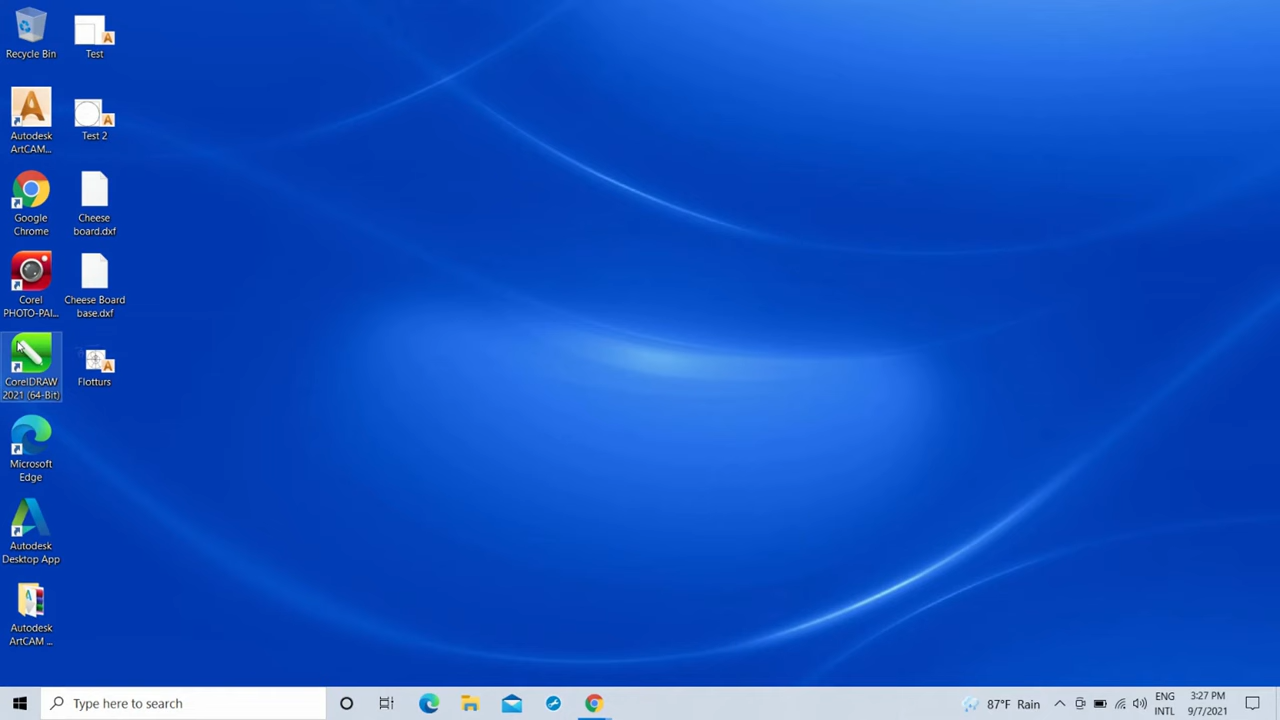 Recycle Bin
Test
Autodesk
ArtCAM...
Test 2
Google
Chrome
Cheese
board.dxf
Corel
PHOTO-PAI...
Cheese Board
base.dxf
CorelDRAW
2021 (64-Bit)
Flotturs
Microsoft
Edge
Autodesk
Desktop App
Autodesk
ArtCAM ...
Type here to search
87°F Rain
ENG
INTL
3:27 PM
9/7/2021